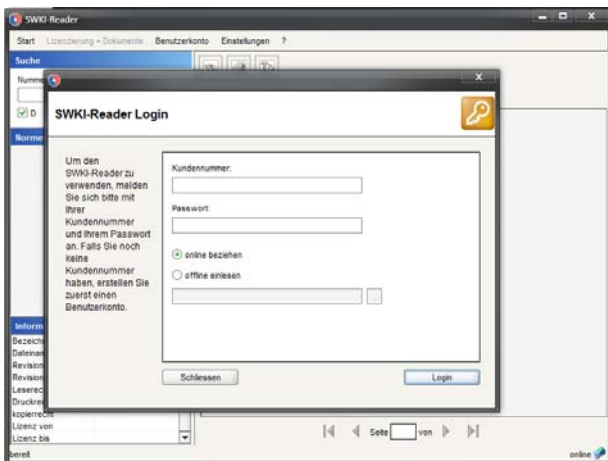 SWKI-Reader
Start Lizenzierung + Dokumente Benutzerkonto Einstellungen ?
Suche
Numme
D
Norme
SWKI-Reader Login
Um den
SWKI-Reader zu
verwenden, melden
Sie sich bitte mit
Ihrer
Kundennummer
und Ihrem Passwort
an. Falls Sie noch
keine
Kundennummer
haben, erstellen Sie
zuerst einen
Benutzerkonto.
Kundennummer:
Passwort:
online beziehen
offline einlesen
...
Schliessen Login
Inform
Bezeich
Dateinar
Revision
Revision
Leserec
Druckre
kopierrecht
Lizenz von
Lizenz bis
Seite von
bereit online